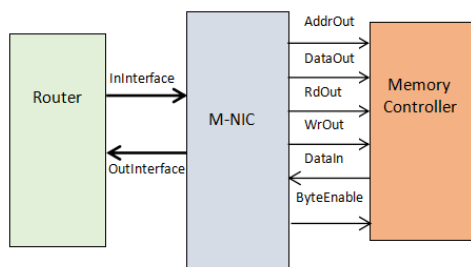 Router
InInterface
OutInterface
M-NIC
AddrOut
DataOut
RdOut
WrOut
DataIn
ByteEnable
Memory
Controller